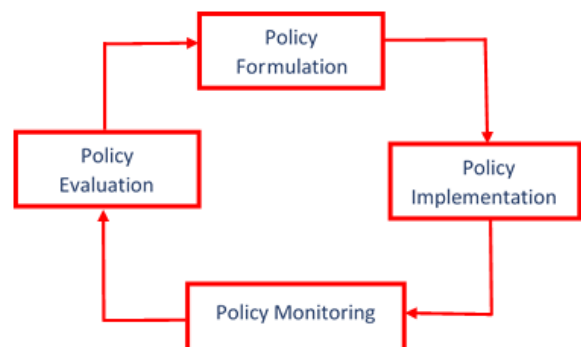 Policy
Formulation
Policy
Implementation
Policy Monitoring
Policy
Evaluation